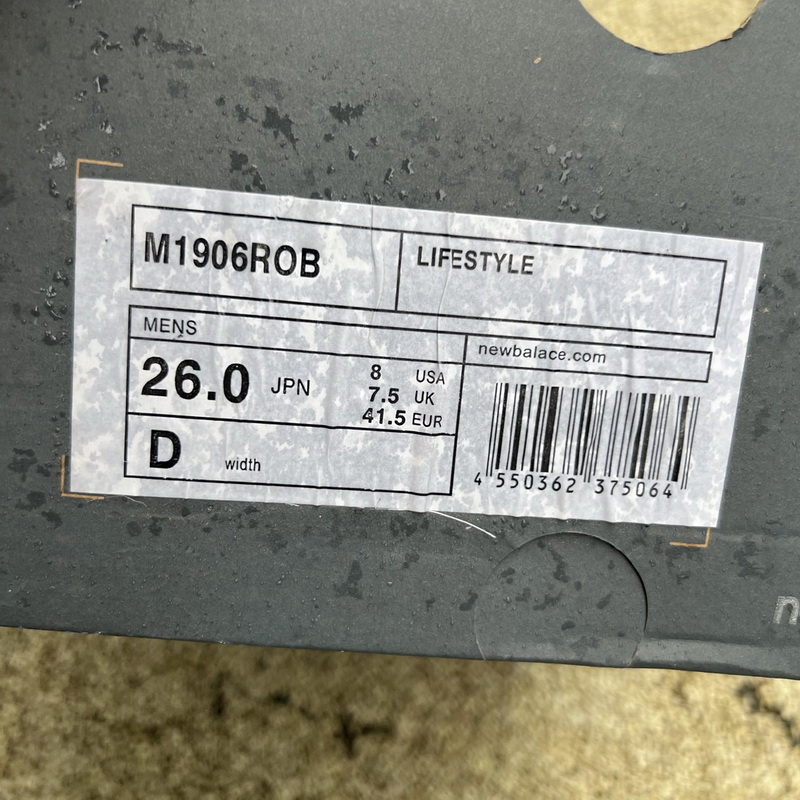 M1906ROB
LIFESTYLE
MENS
newbalace.com
26.0 JPN
8 USA
7.5 UK
41.5 EUR
D width
4 550362 375064
n